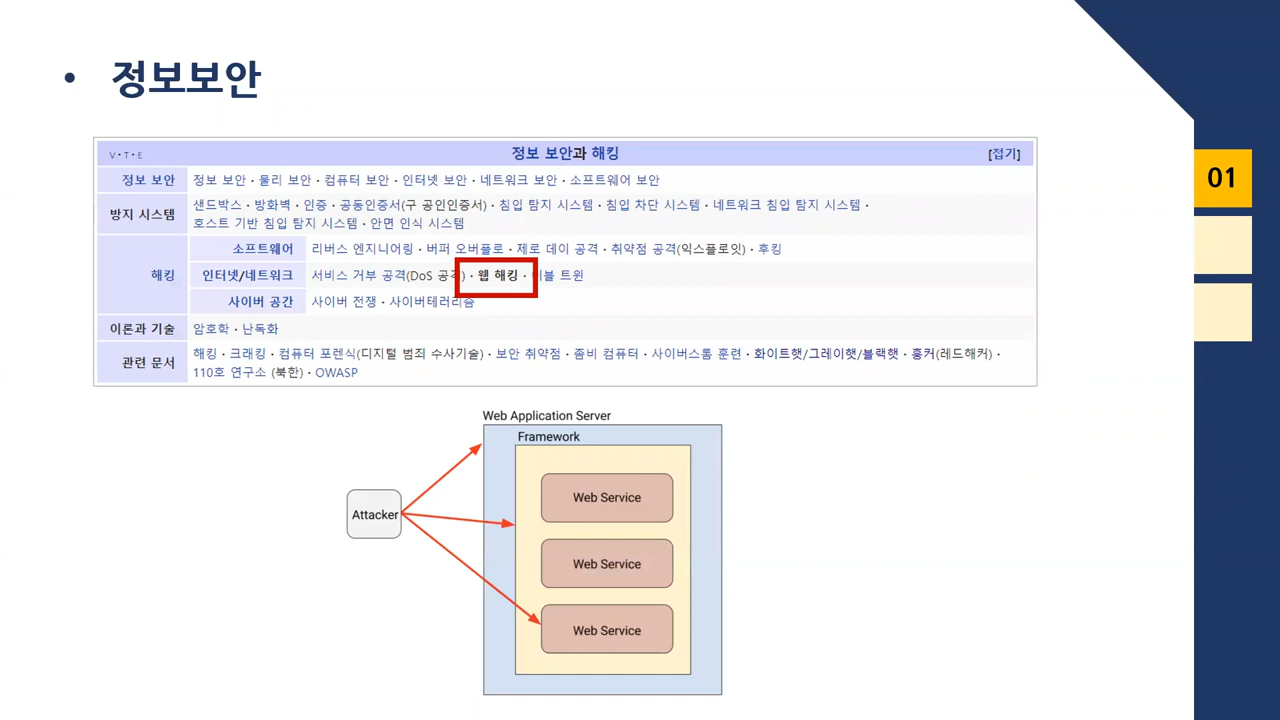 • 정보보안
V·T·E 정보 보안과 해킹 [접기]
정보 보안 정보 보안 · 물리 보안 · 컴퓨터 보안 · 인터넷 보안 · 네트워크 보안 · 소프트웨어 보안
방지 시스템 샌드박스 · 방화벽 · 인증 · 공동인증서(구 공인인증서) · 침입 탐지 시스템 · 침입 차단 시스템 · 네트워크 침입 탐지 시스템 ·
호스트 기반 침입 탐지 시스템 · 안면 인식 시스템
해킹
소프트웨어 리버스 엔지니어링 · 버퍼 오버플로 · 제로 데이 공격 · 취약점 공격(익스플로잇) · 후킹
인터넷/네트워크 서비스 거부 공격(DoS 공격) · 웹 해킹 · 트윈
사이버 공간 사이버 전쟁 · 사이버테러리즘
이론과 기술 암호학 · 난독화
관련 문서 해킹 · 크래킹 · 컴퓨터 포렌식(디지털 범죄 수사기술) · 보안 취약점 · 좀비 컴퓨터 · 사이버스톰 훈련 · 화이트햇/그레이햇/블랙햇 · 홍커(레드해커) ·
110호 연구소 (북한) · OWASP
01
Web Application Server
Framework
Web Service
Attacker
Web Service
Web Service